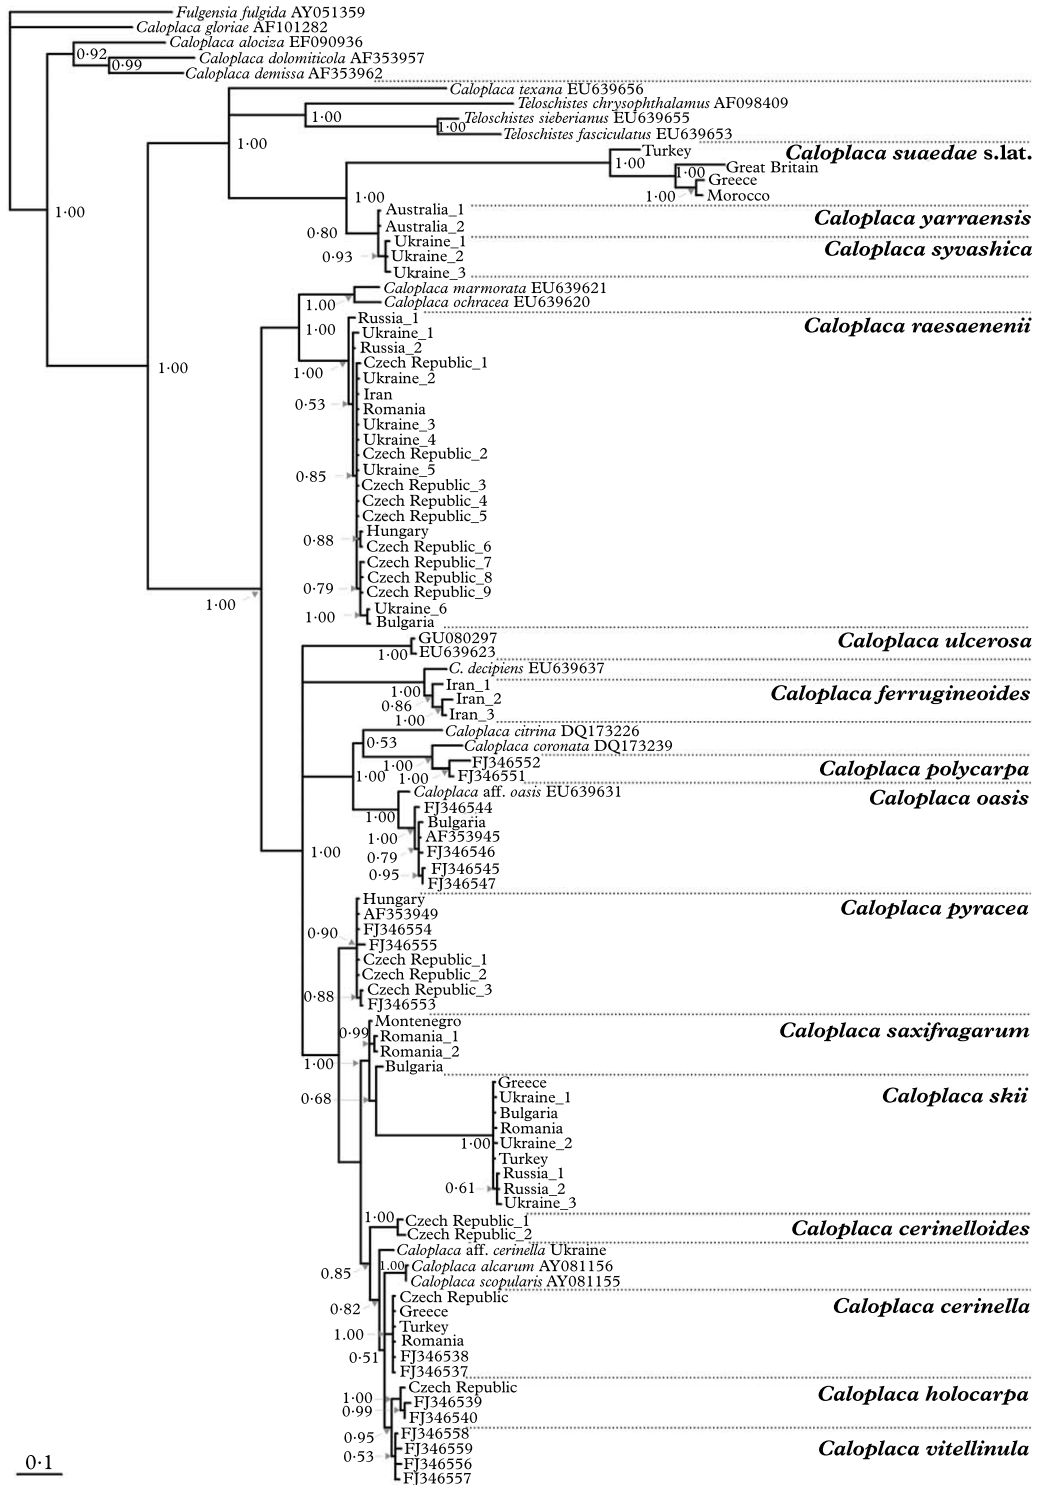 Fulgensia fulgida AY051359
Caloplaca gloriae AF101282
Caloplaca alociza EF090936
0·92
Caloplaca dolomiticola AF353957
0·99
Caloplaca demissa AF353962
Caloplaca texana EU639656
Teloschistes chrysophthalamus AF098409
1·00
Teloschistes sieberianus EU639655
1·00
Teloschistes fasciculatus EU639653
1·00
Turkey
Caloplaca suaedae s.lat.
1·00
Great Britain
1·00
Greece
1·00
Morocco
1·00
1·00
Australia_1
Caloplaca yarraensis
Australia_2
0·80
Ukraine_1
Caloplaca syvashica
0·93
Ukraine_2
Ukraine_3
Caloplaca marmorata EU639621
1.00
Caloplaca ochracea EU639620
Russia_1
Caloplaca raesaenenii
1·00
Ukraine_1
Russia_2
Czech Republic_1
1·00
Ukraine_2
Iran
0·53
Romania
Ukraine_3
Ukraine_4
Czech Republic_2
Ukraine_5
0·85
Czech Republic_3
Czech Republic_4
Czech Republic_5
Hungary
0·88
Czech Republic_6
Czech Republic_7
Czech Republic_8
0·79
Czech Republic_9
Ukraine_6
1·00
Bulgaria
1·00
1·00
GU080297
Caloplaca ulcerosa
EU639623
1·00
C. decipiens EU639637
Iran_1
Caloplaca ferrugineoides
1·00
Iran_2
0·86
Iran_3
1·00
Caloplaca citrina DQ173226
0·53
Caloplaca coronata DQ173239
1·00
FJ346552
Caloplaca polycarpa
1·00
1·00
FJ346551
Caloplaca aff. oasis EU639631
Caloplaca oasis
FJ346544
1·00
Bulgaria
1·00
AF353945
FJ346546
0·79
FJ346545
0·95
FJ346547
1·00
Hungary
Caloplaca pyracea
AF353949
FJ346554
0·90
FJ346555
Czech Republic_1
Czech Republic_2
Czech Republic_3
0·88
FJ346553
Montenegro
Caloplaca saxifragarum
0·99
Romania_1
Romania_2
1·00
Bulgaria
Greece
Caloplaca skii
0·68
Ukraine_1
Bulgaria
Romania
1·00
Ukraine_2
Turkey
Russia_1
0·61
Russia_2
Ukraine_3
1·00
Czech Republic_1
Caloplaca cerinelloides
Czech Republic_2
Caloplaca aff. cerinella Ukraine
1.00
Caloplaca alcarum AY081156
0.85
Caloplaca scopularis AY081155
Czech Republic
Caloplaca cerinella
0·82
Greece
Turkey
1.00
Romania
0·51
FJ346538
FJ346537
Czech Republic
Caloplaca holocarpa
1·00
FJ346539
0·99
FJ346540
0·95
FJ346558
Caloplaca vitellinula
FJ346559
0·53
FJ346556
FJ346557
0·1